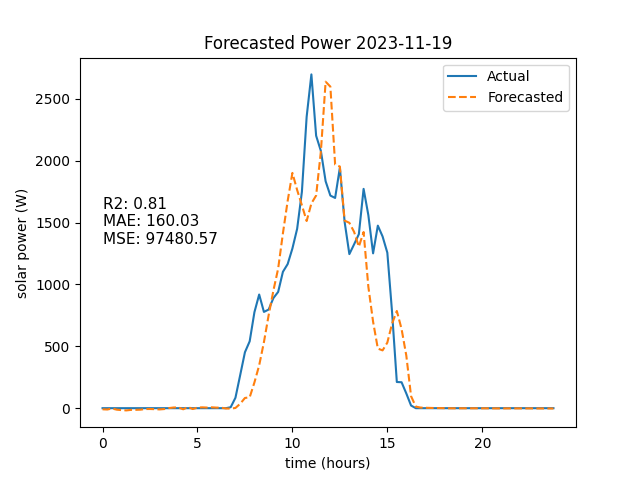 Forecasted Power 2023-11-19
Actual
Forecasted
R2: 0.81
MAE: 160.03
MSE: 97480.57
solar power (W)
2500
2000
1500
1000
500
0
0 5 10 15 20
time (hours)